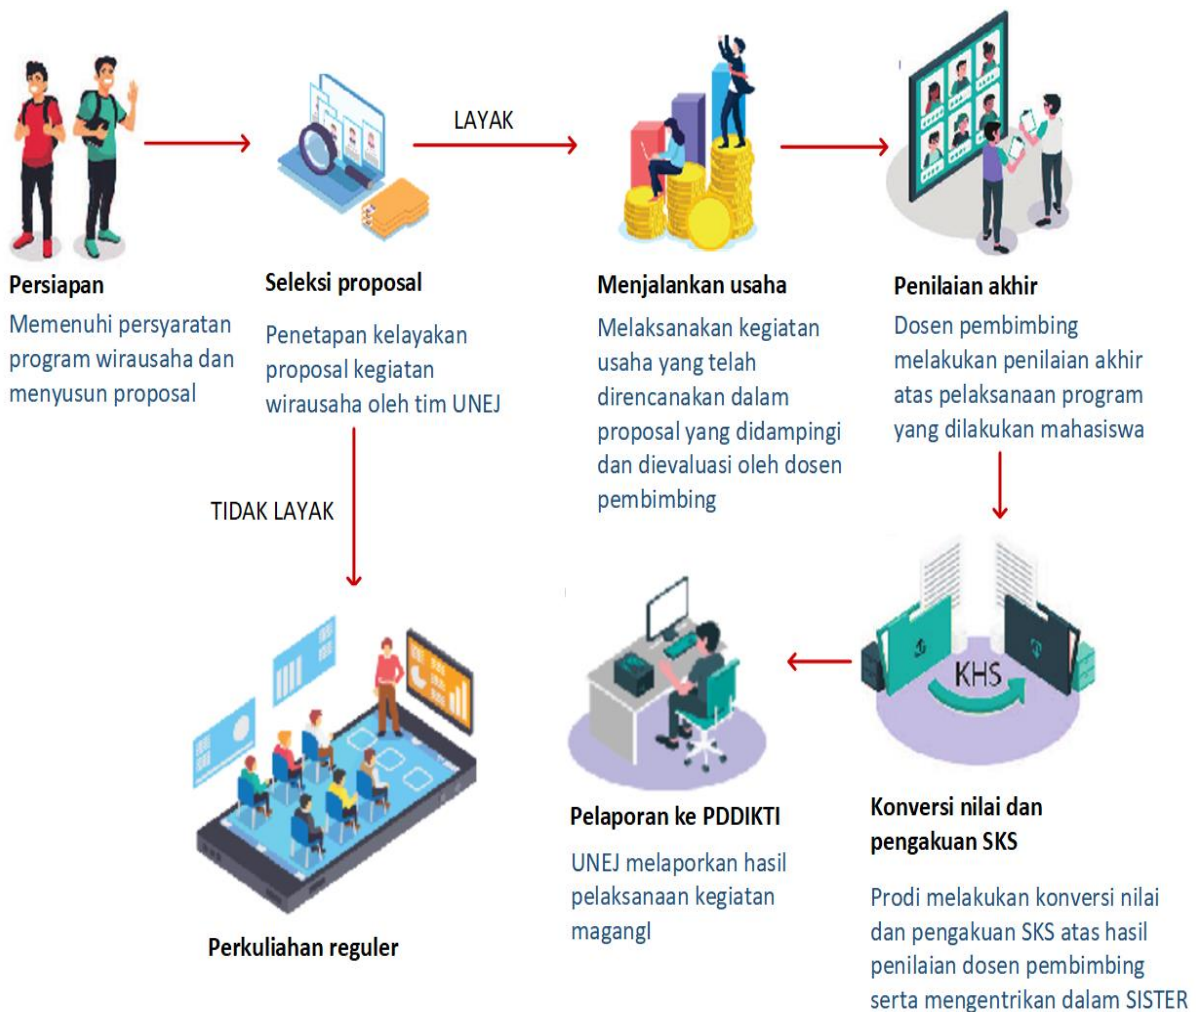 Persiapan
Memenuhi persyaratan
program wirausaha dan
menyusun proposal
Seleksi proposal
Penetapan kelayakan
proposal kegiatan
wirausaha oleh tim UNEJ
LAYAK
Menjalankan usaha
Melaksanakan kegiatan
usaha yang telah
direncanakan dalam
proposal yang didampingi
dan dievaluasi oleh dosen
pembimbing
Penilaian akhir
Dosen pembimbing
melakukan penilaian akhir
atas pelaksanaan program
yang dilakukan mahasiswa
TIDAK LAYAK
Perkuliahan reguler
KHS
Konversi nilai dan
pengakuan SKS
Prodi melakukan konversi nilai
dan pengakuan SKS atas hasil
penilaian dosen pembimbing
serta mengentrikan dalam SISTER
Pelaporan ke PDDIKTI
UNEJ melaporkan hasil
pelaksanaan kegiatan
magangl